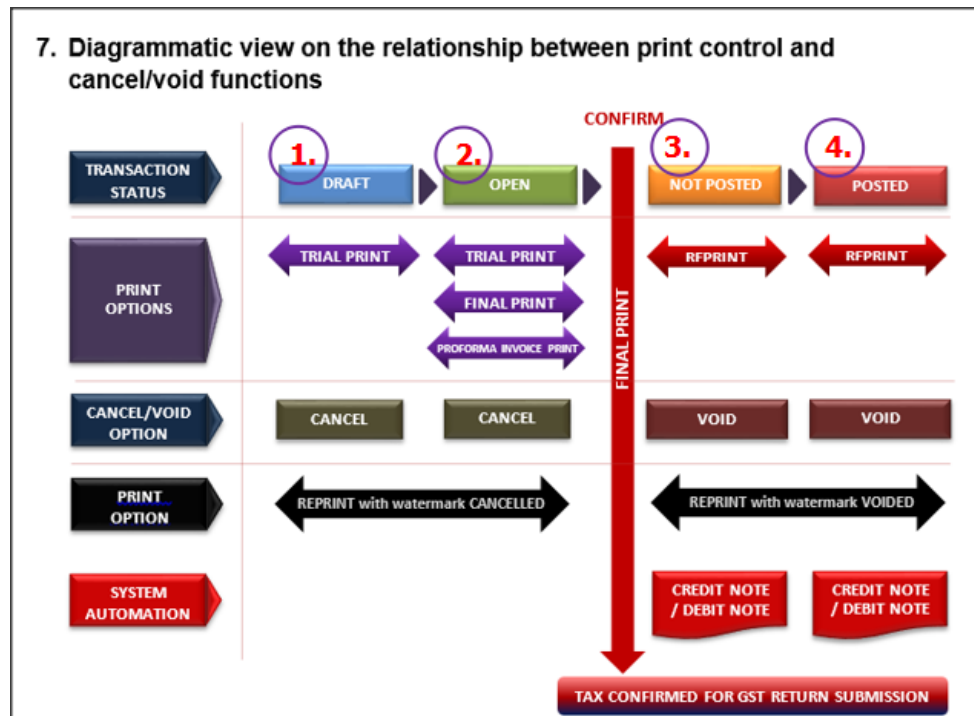 7. Diagrammatic view on the relationship between print control and
cancel/void functions
CONFIRM
1.
2.
3.
4.
TRANSACTION
STATUS
DRAFT
OPEN
NOT POSTED
POSTED
PRINT
OPTIONS
TRIAL PRINT
TRIAL PRINT
RFPRINT
RFPRINT
FINAL PRINT
PROFORMA INVOICE PRINT
FINAL PRINT
CANCEL/VOID
OPTION
CANCEL
CANCEL
VOID
VOID
PRINT
OPTION
REPRINT with watermark CANCELLED
REPRINT with watermark VOIDED
SYSTEM
AUTOMATION
CREDIT NOTE
/ DEBIT NOTE
CREDIT NOTE
/ DEBIT NOTE
TAX CONFIRMED FOR GST RETURN SUBMISSION